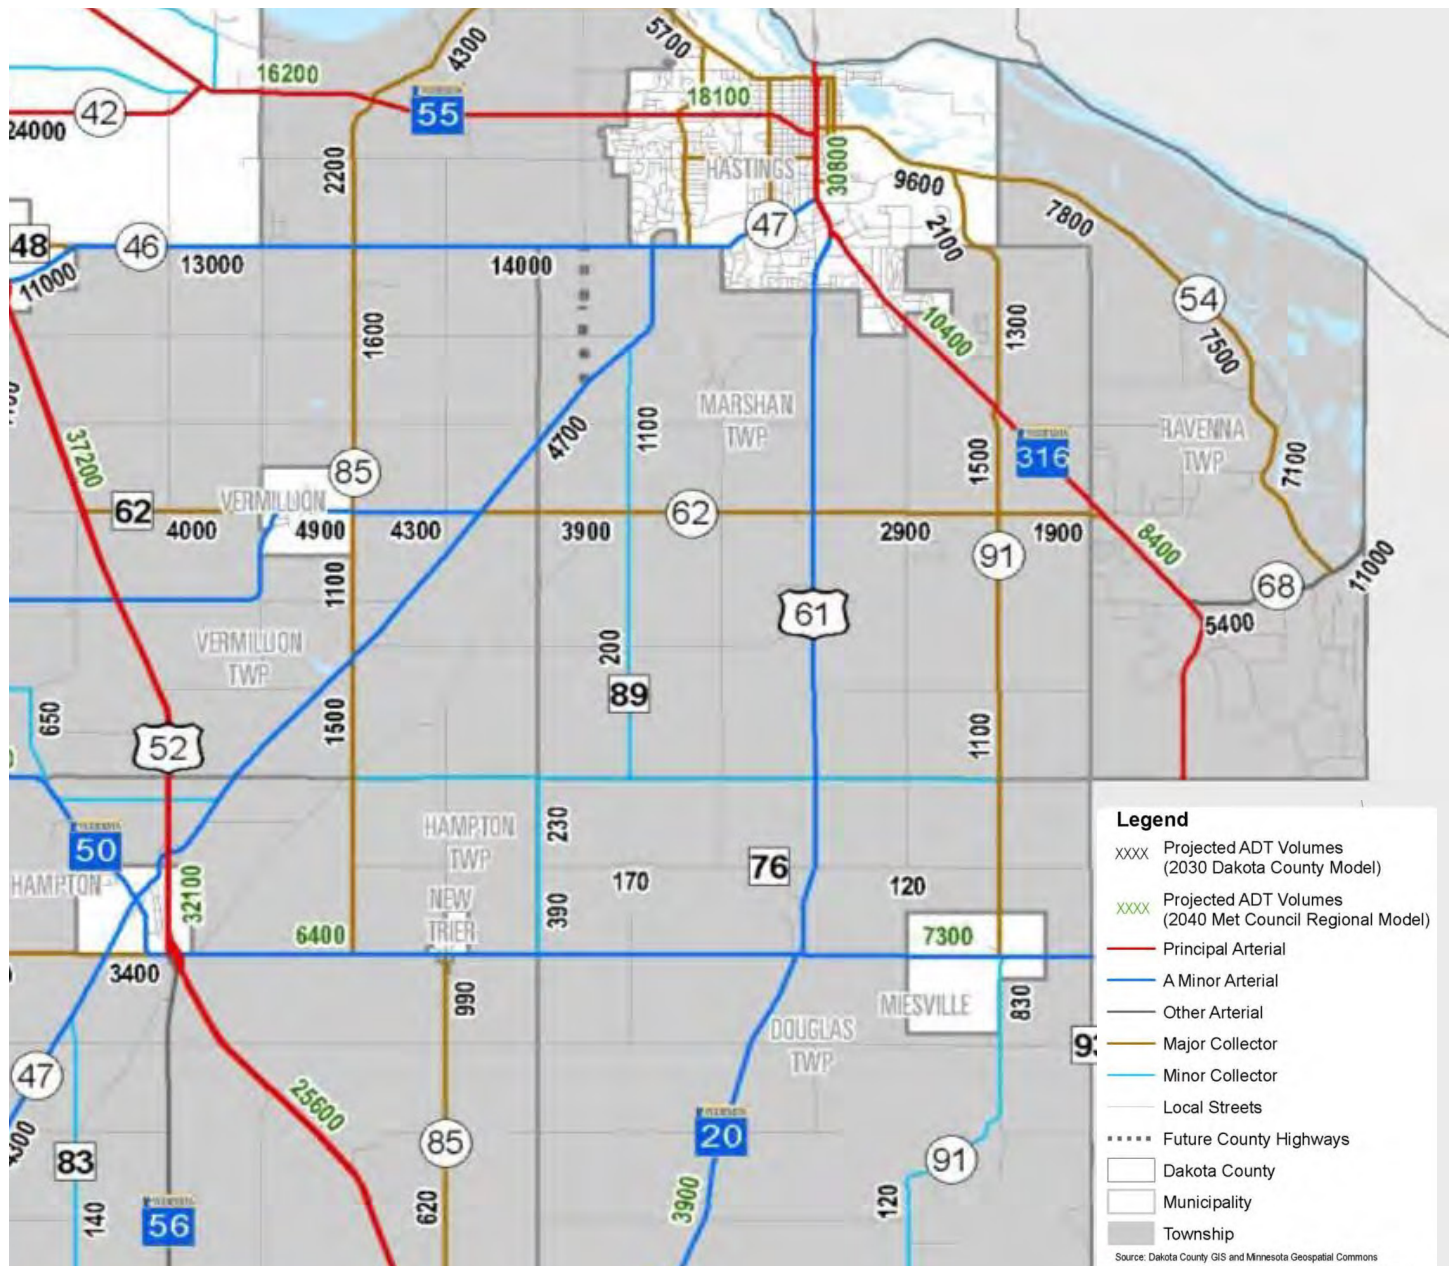 5700
4300
16200
18100
55
42
24000
2200
HASTINGS
30800
9600
7800
2100
47
48
46
11000
13000
14000
54
7500
1600
10400
1300
MARSHAN
TWP
RAVENNA
TWP
37200
4700
1100
1500
316
7100
85
VERMILLION
62
4000
4900
4300
3900
62
2900
1900
8400
91
11000
68
1100
61
5400
VERMILLION
TWP
200
89
650
1500
52
1100
50
HAMPTON
TWP
230
76
170
120
HAMPTON
32100
NEW
TRIER
390
6400
7300
3400
990
MIESVILLE
830
DOUGLAS
TWP
47
25600
83
85
20
91
140
56
620
3900
120
Legend
XXXX Projected ADT Volumes
(2030 Dakota County Model)
XXXX Projected ADT Volumes
(2040 Met Council Regional Model)
Principal Arterial
A Minor Arterial
Other Arterial
Major Collector
Minor Collector
Local Streets
Future County Highways
Dakota County
Municipality
Township
Source: Dakota County GIS and Minnesota Geospatial Commons